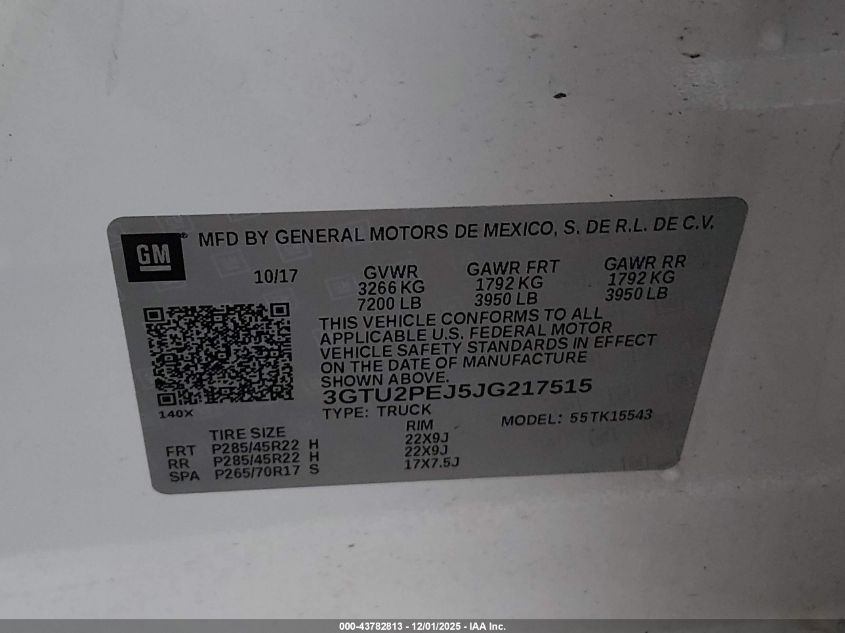 GM
MFD BY GENERAL MOTORS DE MEXICO, S. DE R.L. DE C.V.
10/17 GVWR GAWR FRT GAWR RR
3266 KG 1792 KG 1792 KG
7200 LB 3950 LB 3950 LB
THIS VEHICLE CONFORMS TO ALL
APPLICABLE U.S. FEDERAL MOTOR
VEHICLE SAFETY STANDARDS IN EFFECT
ON THE DATE OF MANUFACTURE
SHOWN ABOVE.
3GTU2PEJ5JG217515
140X
TYPE: TRUCK MODEL: 55TK15543
TIRE SIZE RIM
FRT P285/45R22 H 22X9J
RR P285/45R22 H 22X9J
SPA P265/70R17 S 17X7.5J
000-43782813 - 12/01/2025 - IAA Inc.